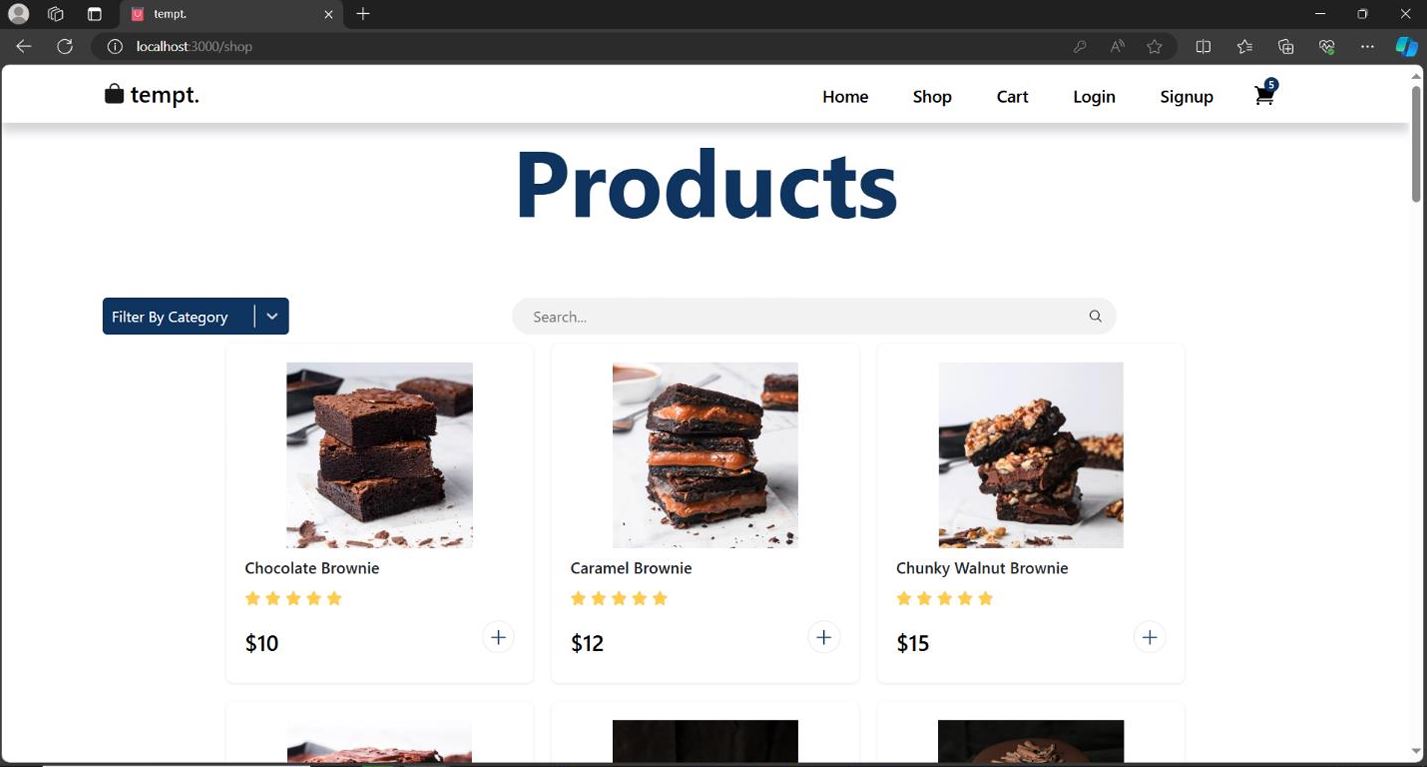 tempt.
localhost:3000/shop
tempt.
Home Shop Cart Login Signup 5
Products
Filter By Category
Search...
Chocolate Brownie
$10
Caramel Brownie
$12
Chunky Walnut Brownie
$15